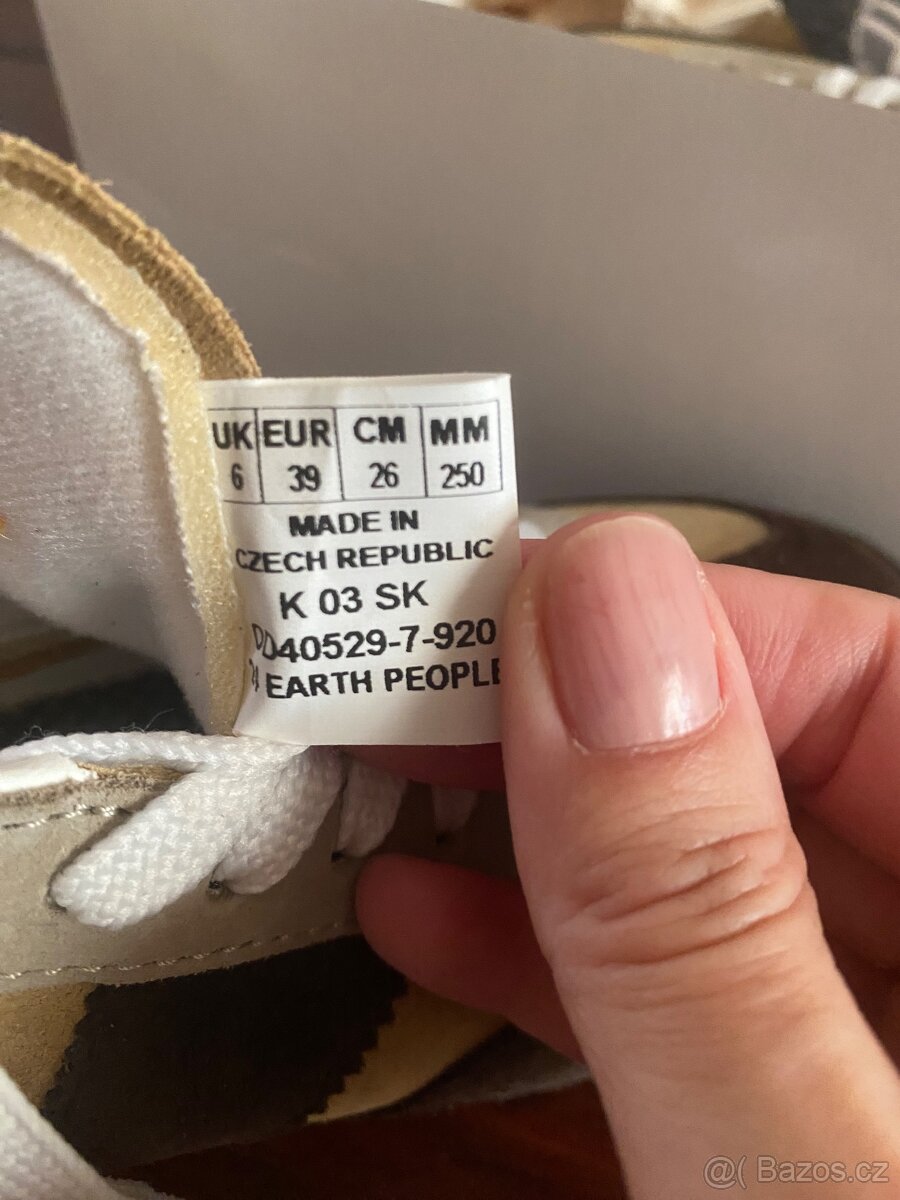 UK EUR CM MM
6 39 26 250
MADE IN
CZECH REPUBLIC
K 03 SK
DD40529-7-920
EARTH PEOPLE
@( Bazos.cz